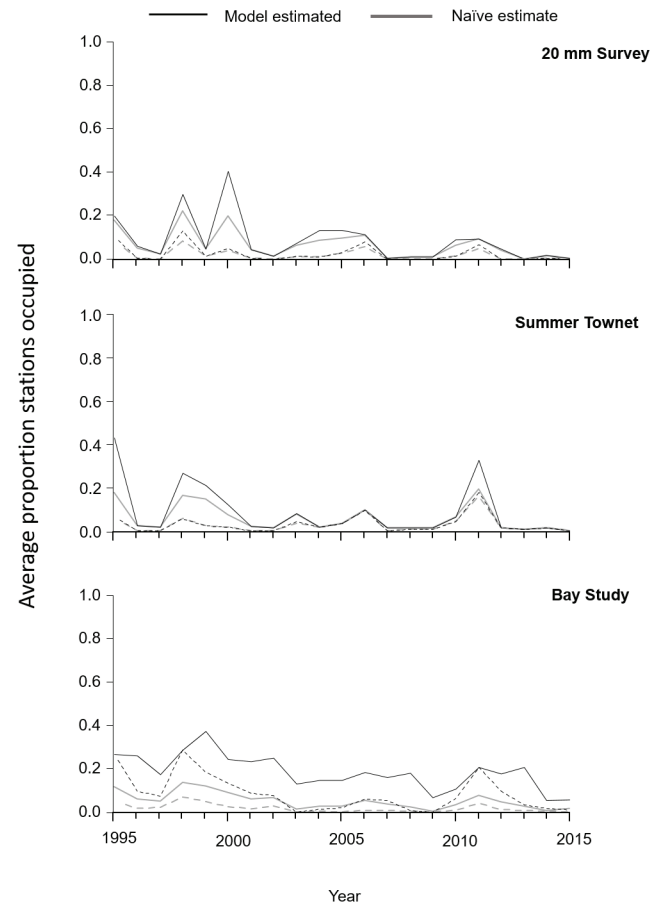 Model estimated Naïve estimate
20 mm Survey
1.0
0.8
0.6
0.4
0.2
0.0
Average proportion stations occupied
Summer Townet
1.0
0.8
0.6
0.4
0.2
0.0
Bay Study
1.0
0.8
0.6
0.4
0.2
0.0
1995 2000 2005 2010 2015
Year